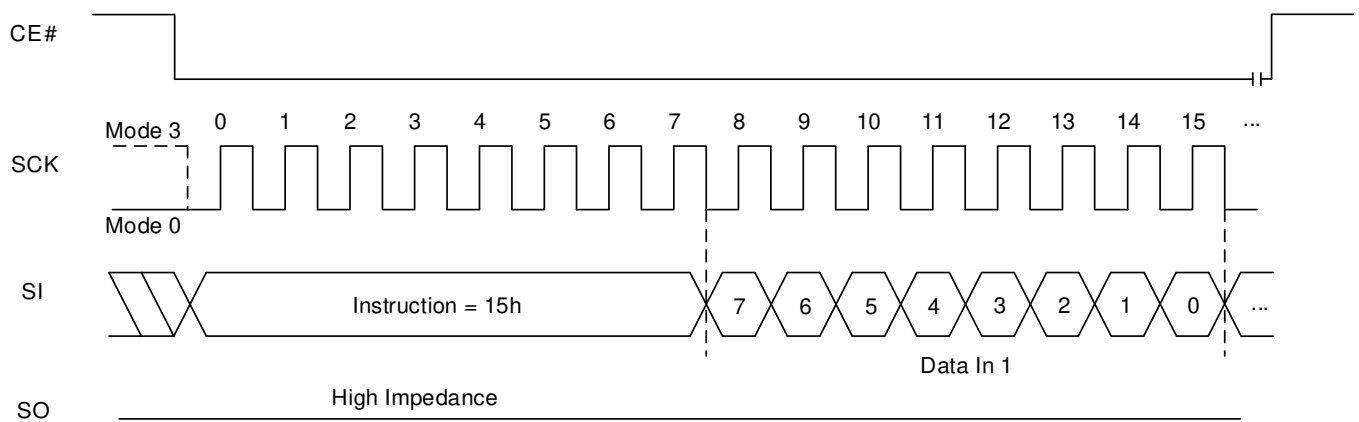 CE#
Mode 3
0 1 2 3 4 5 6 7 8 9 10 11 12 13 14 15 ...
SCK
Mode 0
SI
Instruction = 15h
7 6 5 4 3 2 1 0 ...
Data In 1
High Impedance
SO